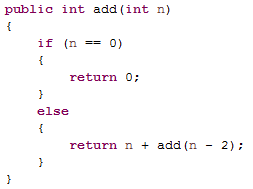 public int add(int n)
{
    if (n == 0)
    {
        return 0;
    }
    else
    {
        return n + add(n - 2);
    }
}